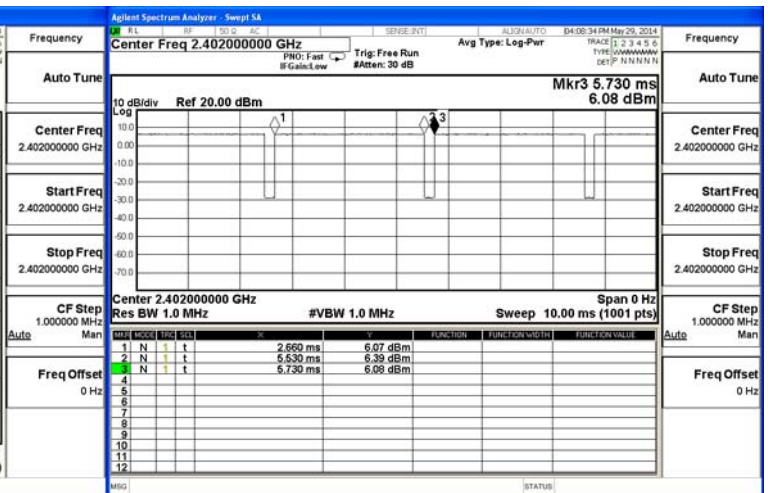 Agilent Spectrum Analyzer - Swept SA
Frequency
Auto Tune
Center Freq
2.402000000 GHz
Start Freq
2.402000000 GHz
Stop Freq
2.402000000 GHz
CF Step
1.000000 MHz
Auto Man
Freq Offset
0 Hz
RL RF 50 Ω AC SENSE:INT ALIGNAUTO 04:08:34 PM May 29, 2014
Center Freq 2.402000000 GHz
PNO: Fast
IFGain:Low
Trig: Free Run
#Atten: 30 dB
Avg Type: Log-Pwr
TRACE 1 2 3 4 5 6
TYPE
DET P N N N N N
Mkr3 5.730 ms
6.08 dBm
10 dB/div Ref 20.00 dBm
Log
10.0
0.00
-10.0
-20.0
-30.0
-40.0
-50.0
-60.0
-70.0
1
2
3
Center 2.402000000 GHz
Span 0 Hz
Res BW 1.0 MHz
#VBW 1.0 MHz
Sweep 10.00 ms (1001 pts)
MKR MODE TRC SCL X Y FUNCTION FUNCTION WIDTH FUNCTION VALUE
1 N 1 t 2.660 ms 6.07 dBm
2 N 1 t 5.530 ms 6.39 dBm
3 N 1 t 5.730 ms 6.08 dBm
4
5
6
7
8
9
10
11
12
MSG
STATUS
Frequency
Auto Tune
Center Freq
2.402000000 GHz
Start Freq
2.402000000 GHz
Stop Freq
2.402000000 GHz
CF Step
1.000000 MHz
Auto Man
Freq Offset
0 Hz